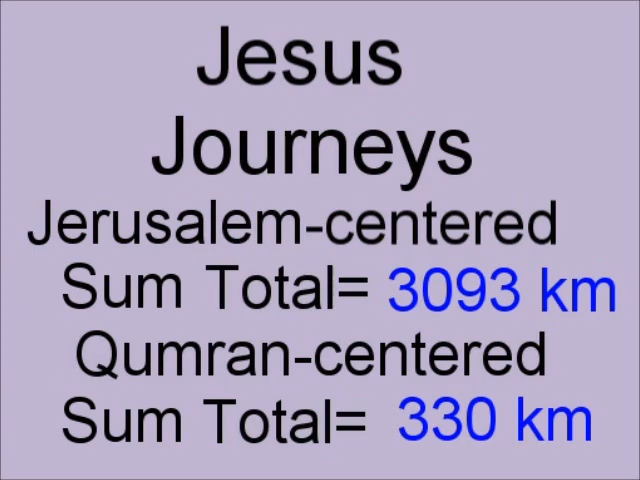 Jesus
Journeys
Jerusalem-centered
Sum Total= 3093 km
Qumran-centered
Sum Total= 330 km